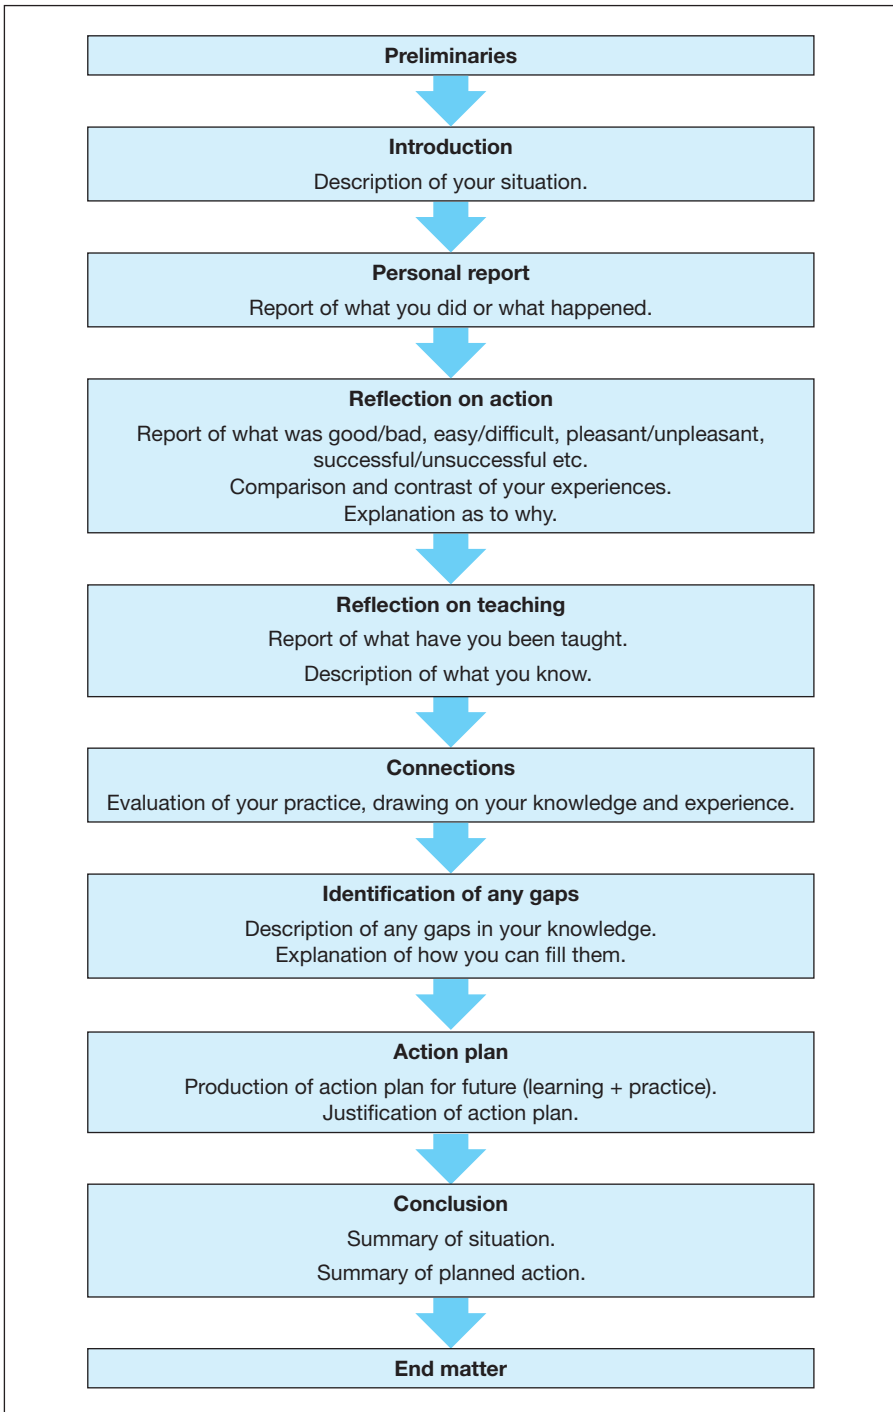 Preliminaries
Introduction
Description of your situation.
Personal report
Report of what you did or what happened.
Reflection on action
Report of what was good/bad, easy/difficult, pleasant/unpleasant,
successful/unsuccessful etc.
Comparison and contrast of your experiences.
Explanation as to why.
Reflection on teaching
Report of what have you been taught.
Description of what you know.
Connections
Evaluation of your practice, drawing on your knowledge and experience.
Identification of any gaps
Description of any gaps in your knowledge.
Explanation of how you can fill them.
Action plan
Production of action plan for future (learning + practice).
Justification of action plan.
Conclusion
Summary of situation.
Summary of planned action.
End matter